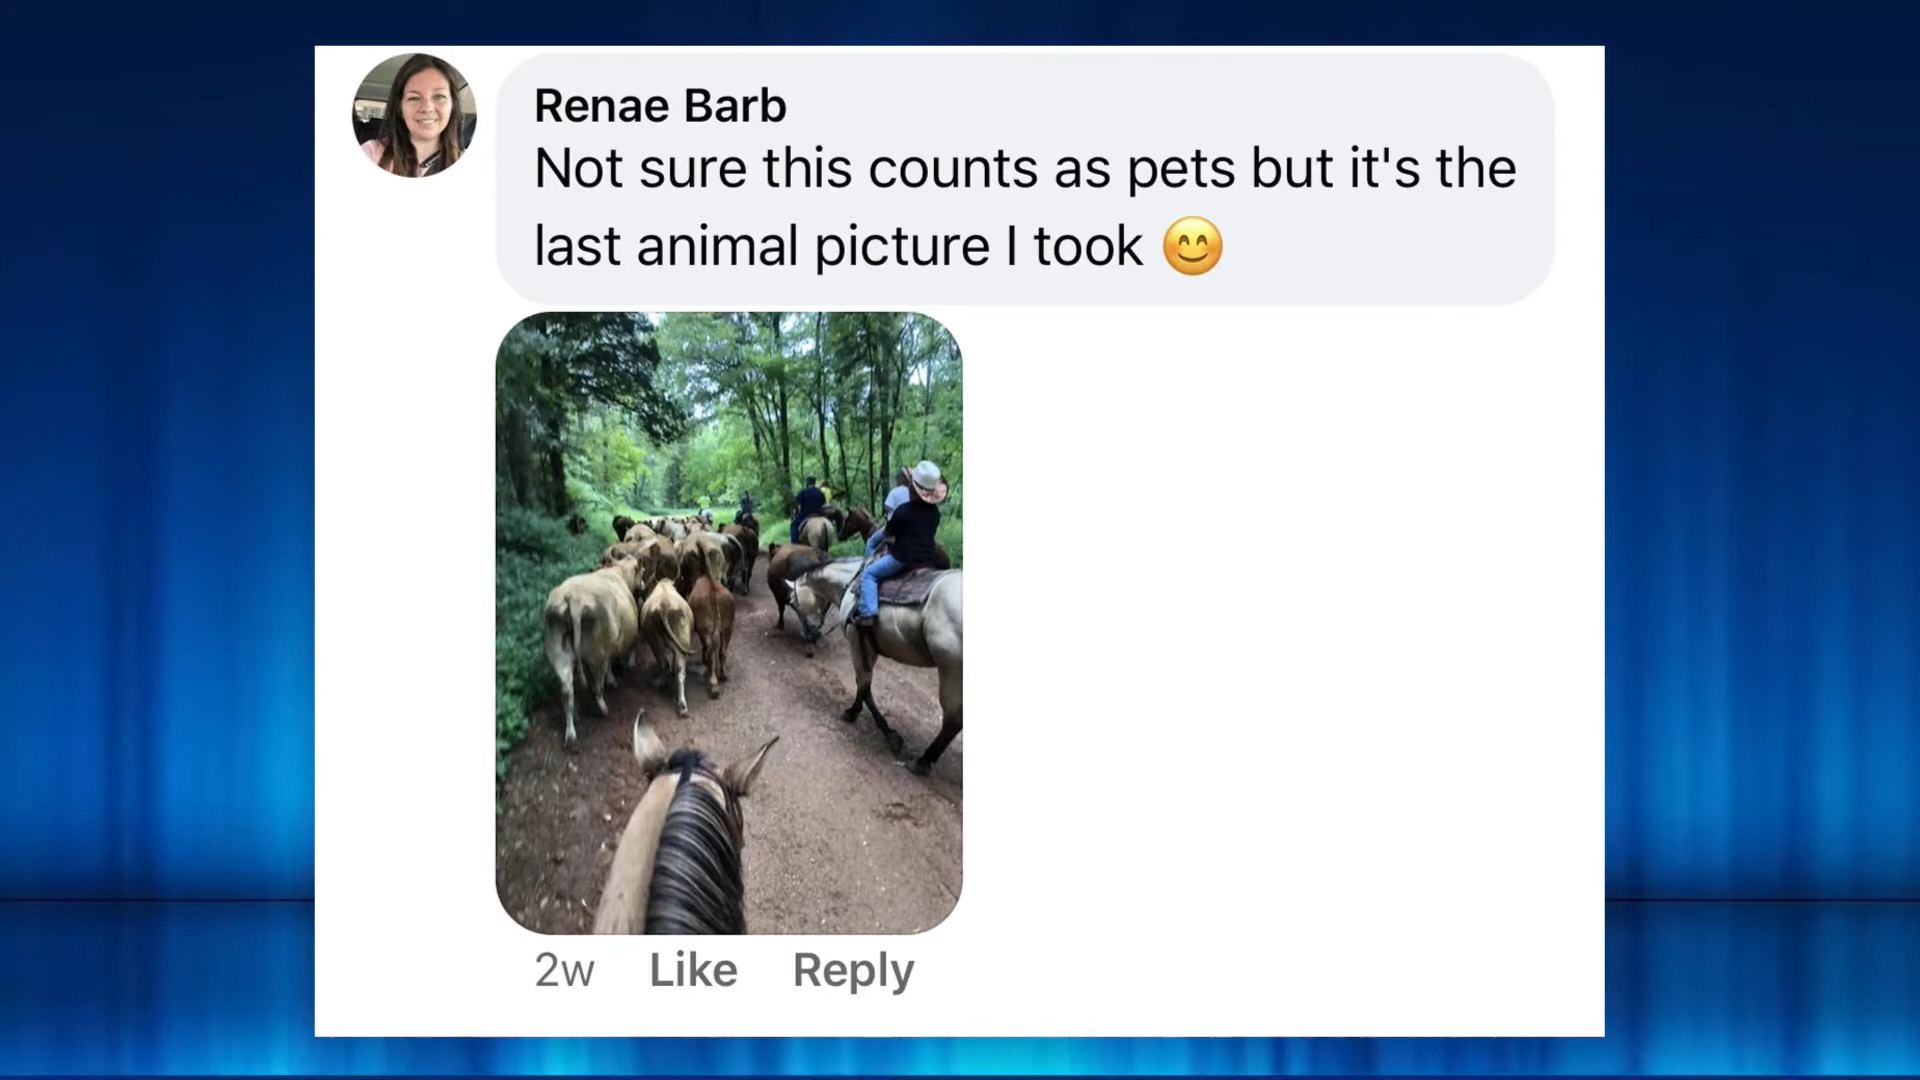 Renae Barb
Not sure this counts as pets but it's the
last animal picture I took 😊
2w Like Reply